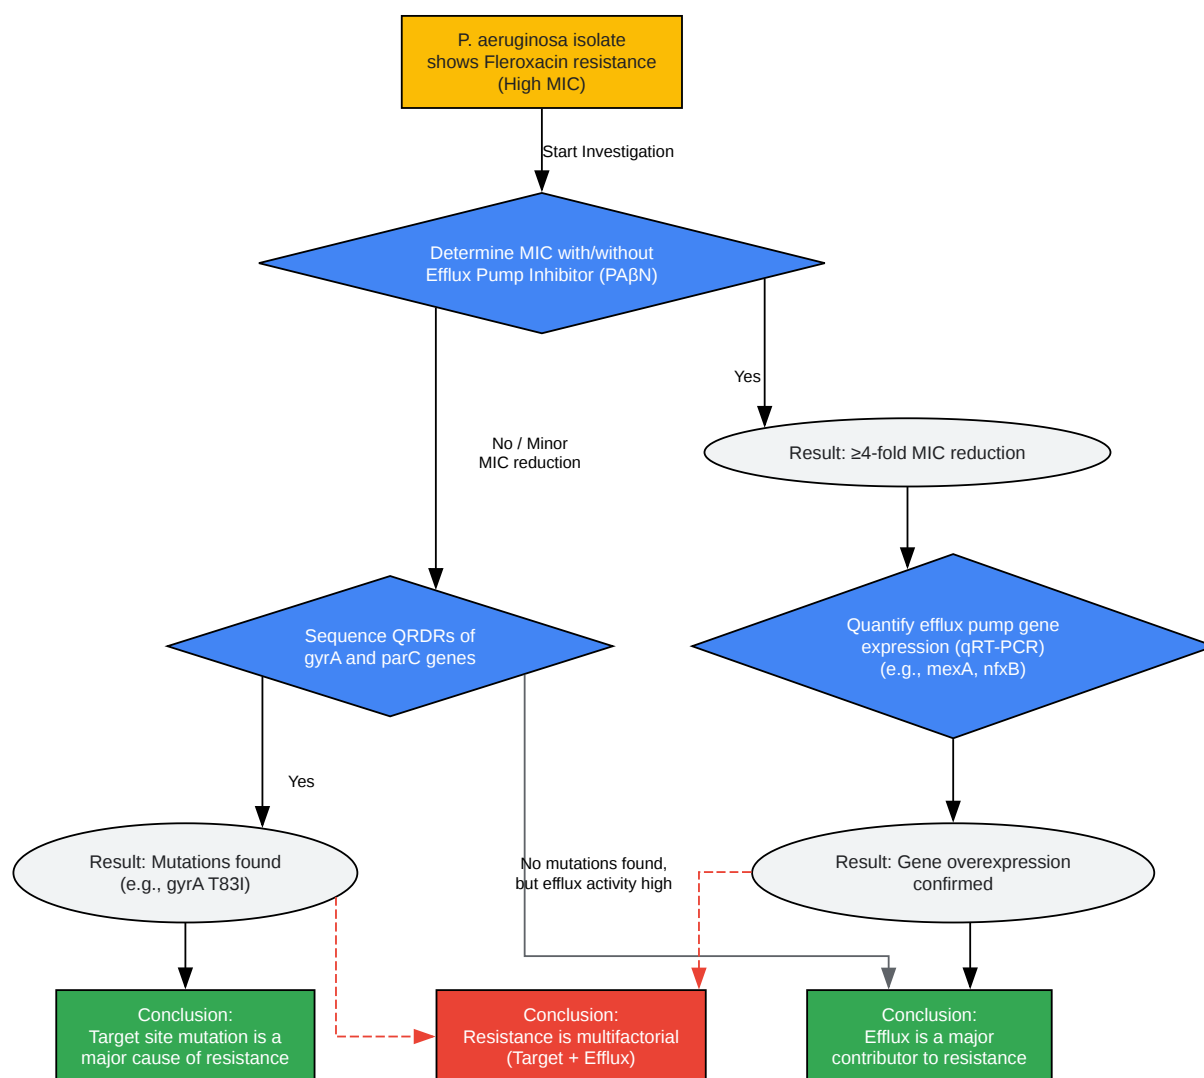 P. aeruginosa isolate
shows Fleroxacin resistance
(High MIC)
Start Investigation
Determine MIC with/without
Efflux Pump Inhibitor (PAβN)
Yes
No / Minor
MIC reduction
Result: ≥4-fold MIC reduction
Sequence QRDRs of
gyrA and parC genes
Quantify efflux pump gene
expression (qRT-PCR)
(e.g., mexA, nfxB)
Yes
No mutations found,
but efflux activity high
Result: Mutations found
(e.g., gyrA T83I)
Result: Gene overexpression
confirmed
Conclusion:
Target site mutation is a
major cause of resistance
Conclusion:
Resistance is multifactorial
(Target + Efflux)
Conclusion:
Efflux is a major
contributor to resistance